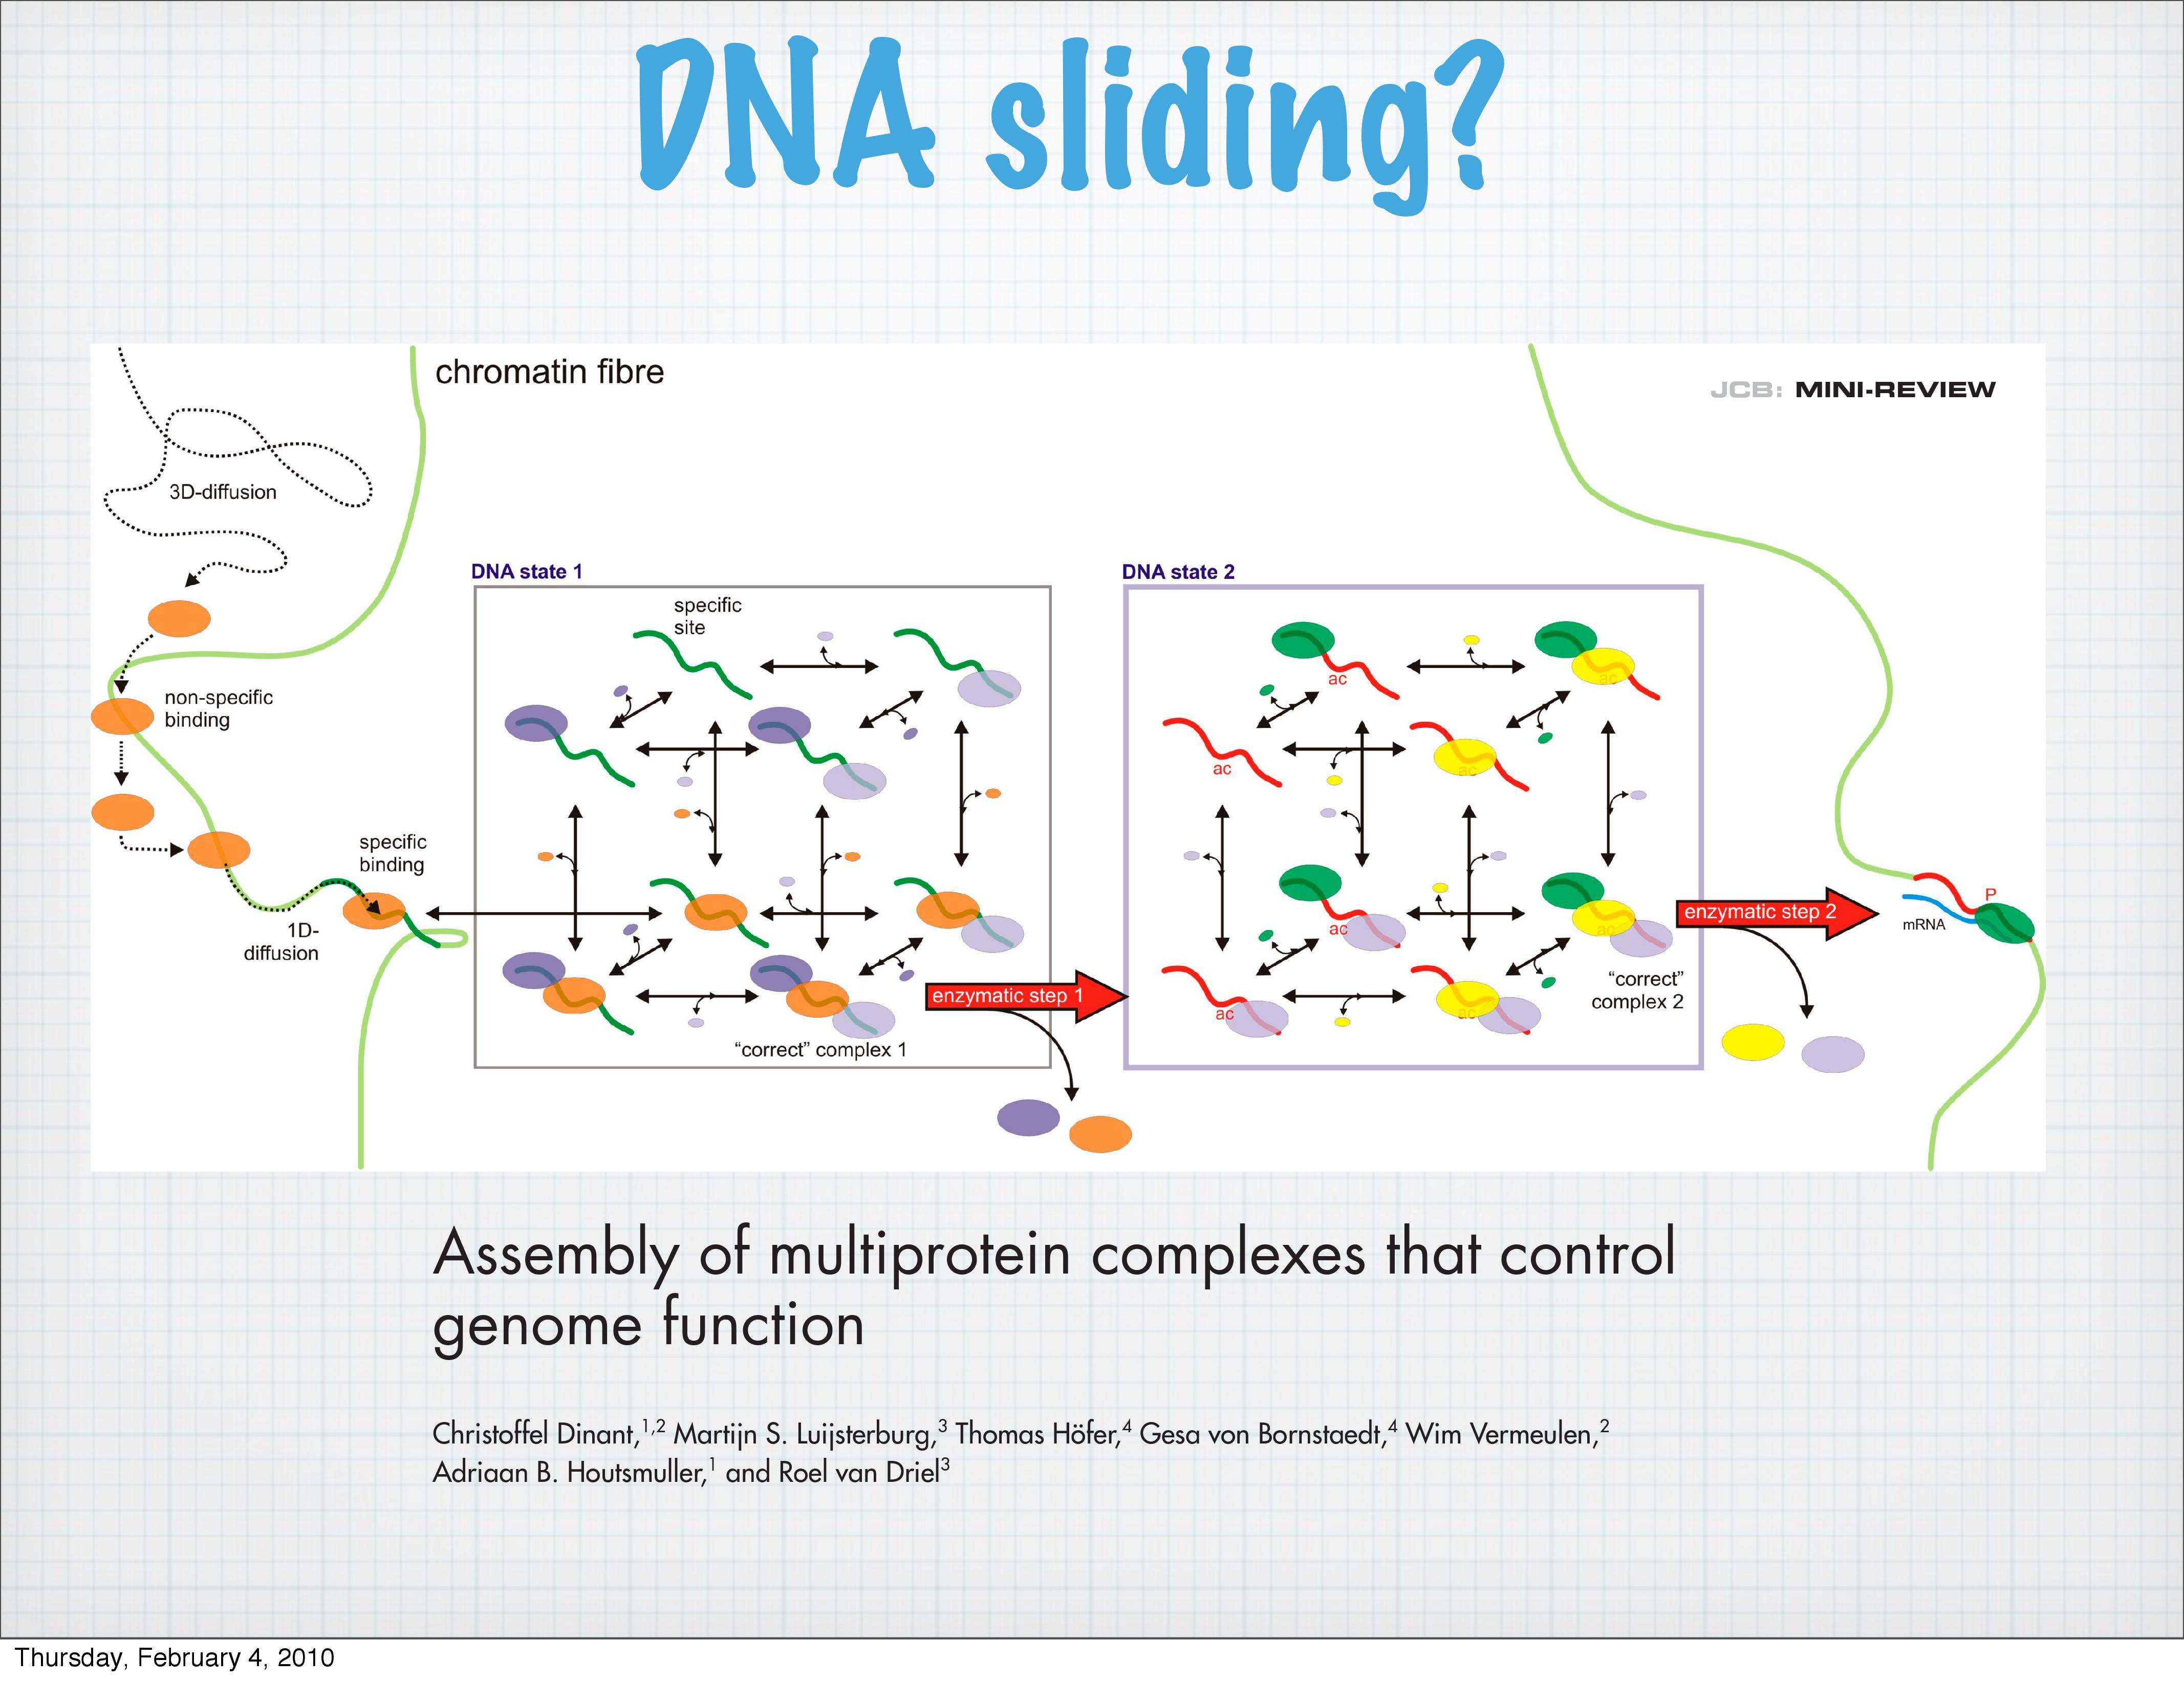 DNA sliding?
chromatin fibre
JCB: MINI-REVIEW
3D-diffusion
non-specific
binding
specific
binding
1D-
diffusion
DNA state 1
specific
site
"correct" complex 1
enzymatic step 1
DNA state 2
ac
ac
ac
ac
ac
ac
ac
ac
"correct"
complex 2
enzymatic step 2
P
mRNA
Assembly of multiprotein complexes that control
genome function
Christoffel Dinant,1,2 Martijn S. Luijsterburg,3 Thomas Höfer,4 Gesa von Bornstaedt,4 Wim Vermeulen,2
Adriaan B. Houtsmuller,1 and Roel van Driel3
Thursday, February 4, 2010